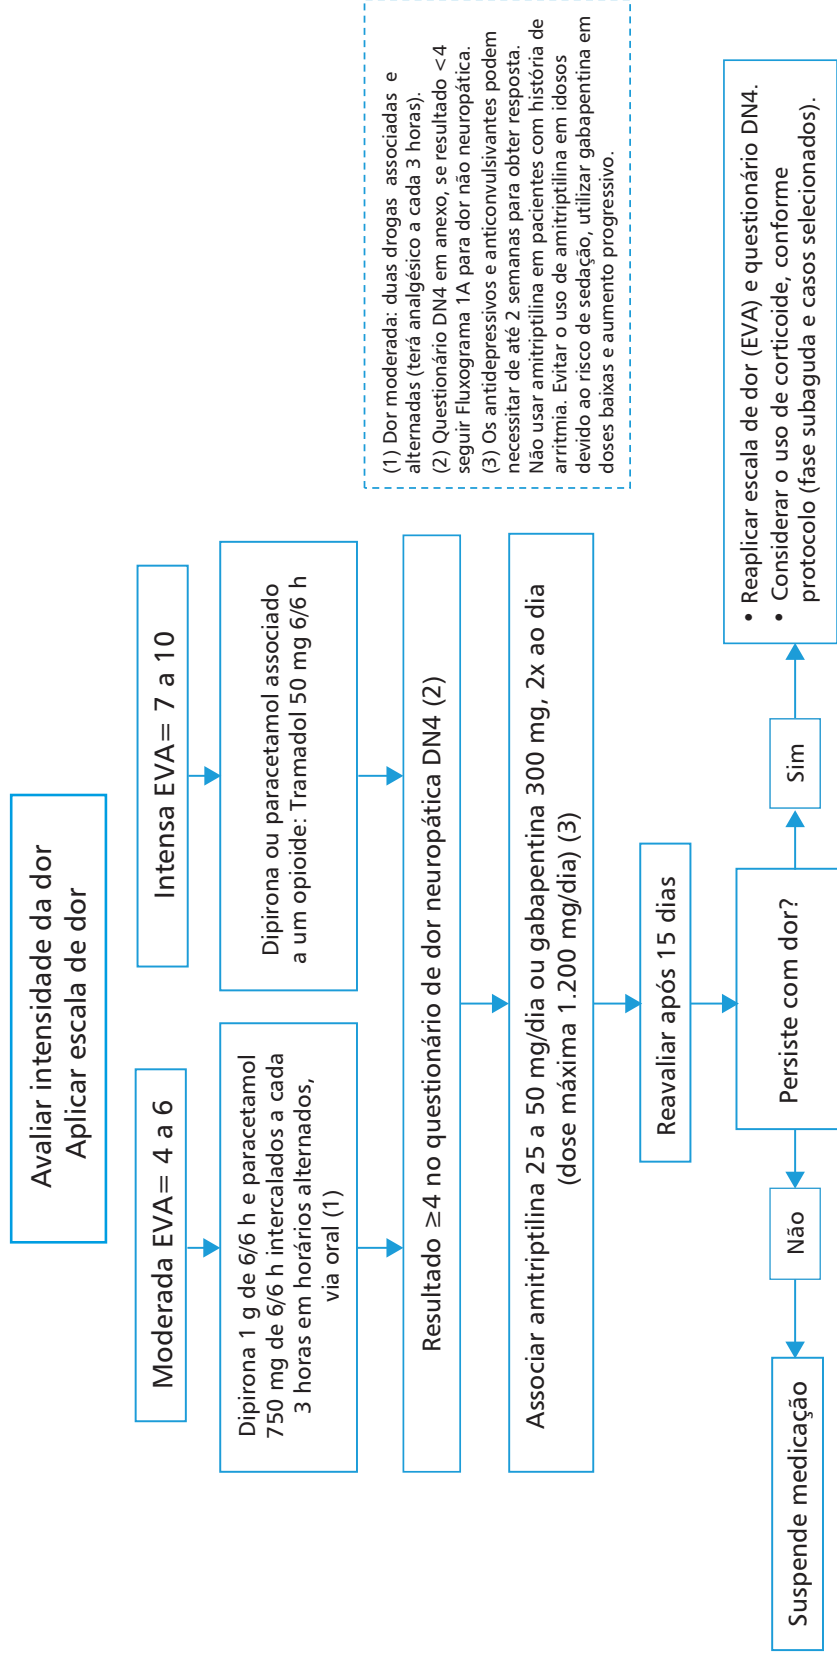 Avaliar intensidade da dor
Aplicar escala de dor
Moderada EVA= 4 a 6
Intensa EVA= 7 a 10
Dipirona 1 g de 6/6 h e paracetamol
750 mg de 6/6 h intercalados a cada
3 horas em horários alternados,
via oral (1)
Dipirona ou paracetamol associado
a um opioide: Tramadol 50 mg 6/6 h
Resultado ≥4 no questionário de dor neuropática DN4 (2)
Associar amitriptilina 25 a 50 mg/dia ou gabapentina 300 mg, 2x ao dia
(dose máxima 1.200 mg/dia) (3)
Reavaliar após 15 dias
Persiste com dor?
Não
Sim
Suspende medicação
• Reaplicar escala de dor (EVA) e questionário DN4.
• Considerar o uso de corticoide, conforme
protocolo (fase subaguda e casos selecionados).
(1) Dor moderada: duas drogas associadas e
alternadas (terá analgésico a cada 3 horas).
(2) Questionário DN4 em anexo, se resultado <4
seguir Fluxograma 1A para dor não neuropática.
(3) Os antidepressivos e anticonvulsivantes podem
necessitar de até 2 semanas para obter resposta.
Não usar amitriptilina em pacientes com história de
arritmia. Evitar o uso de amitriptilina em idosos
devido ao risco de sedação, utilizar gabapentina em
doses baixas e aumento progressivo.